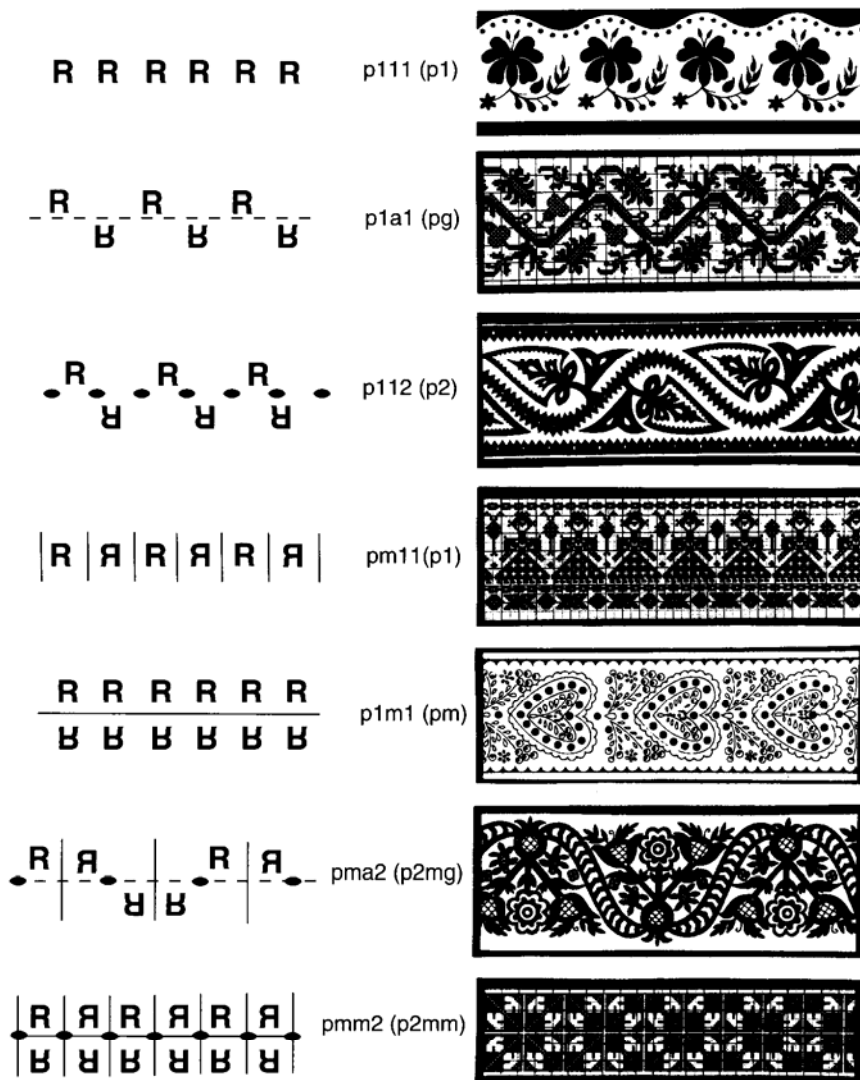 R R R R R R p111 (p1)
R R R
p1a1 (pg)
ʁ ʁ ʁ
R R R
p112 (p2)
ᴚ ᴚ ᴚ
R Я R Я R Я pm11(p1)
R R R R R R
p1m1 (pm)
ʁ ʁ ʁ ʁ ʁ ʁ
R Я R Я
pma2 (p2mg)
ᴚ ʁ
R Я R Я R Я
pmm2 (p2mm)
ʁ ᴚ ʁ ᴚ ʁ ᴚ